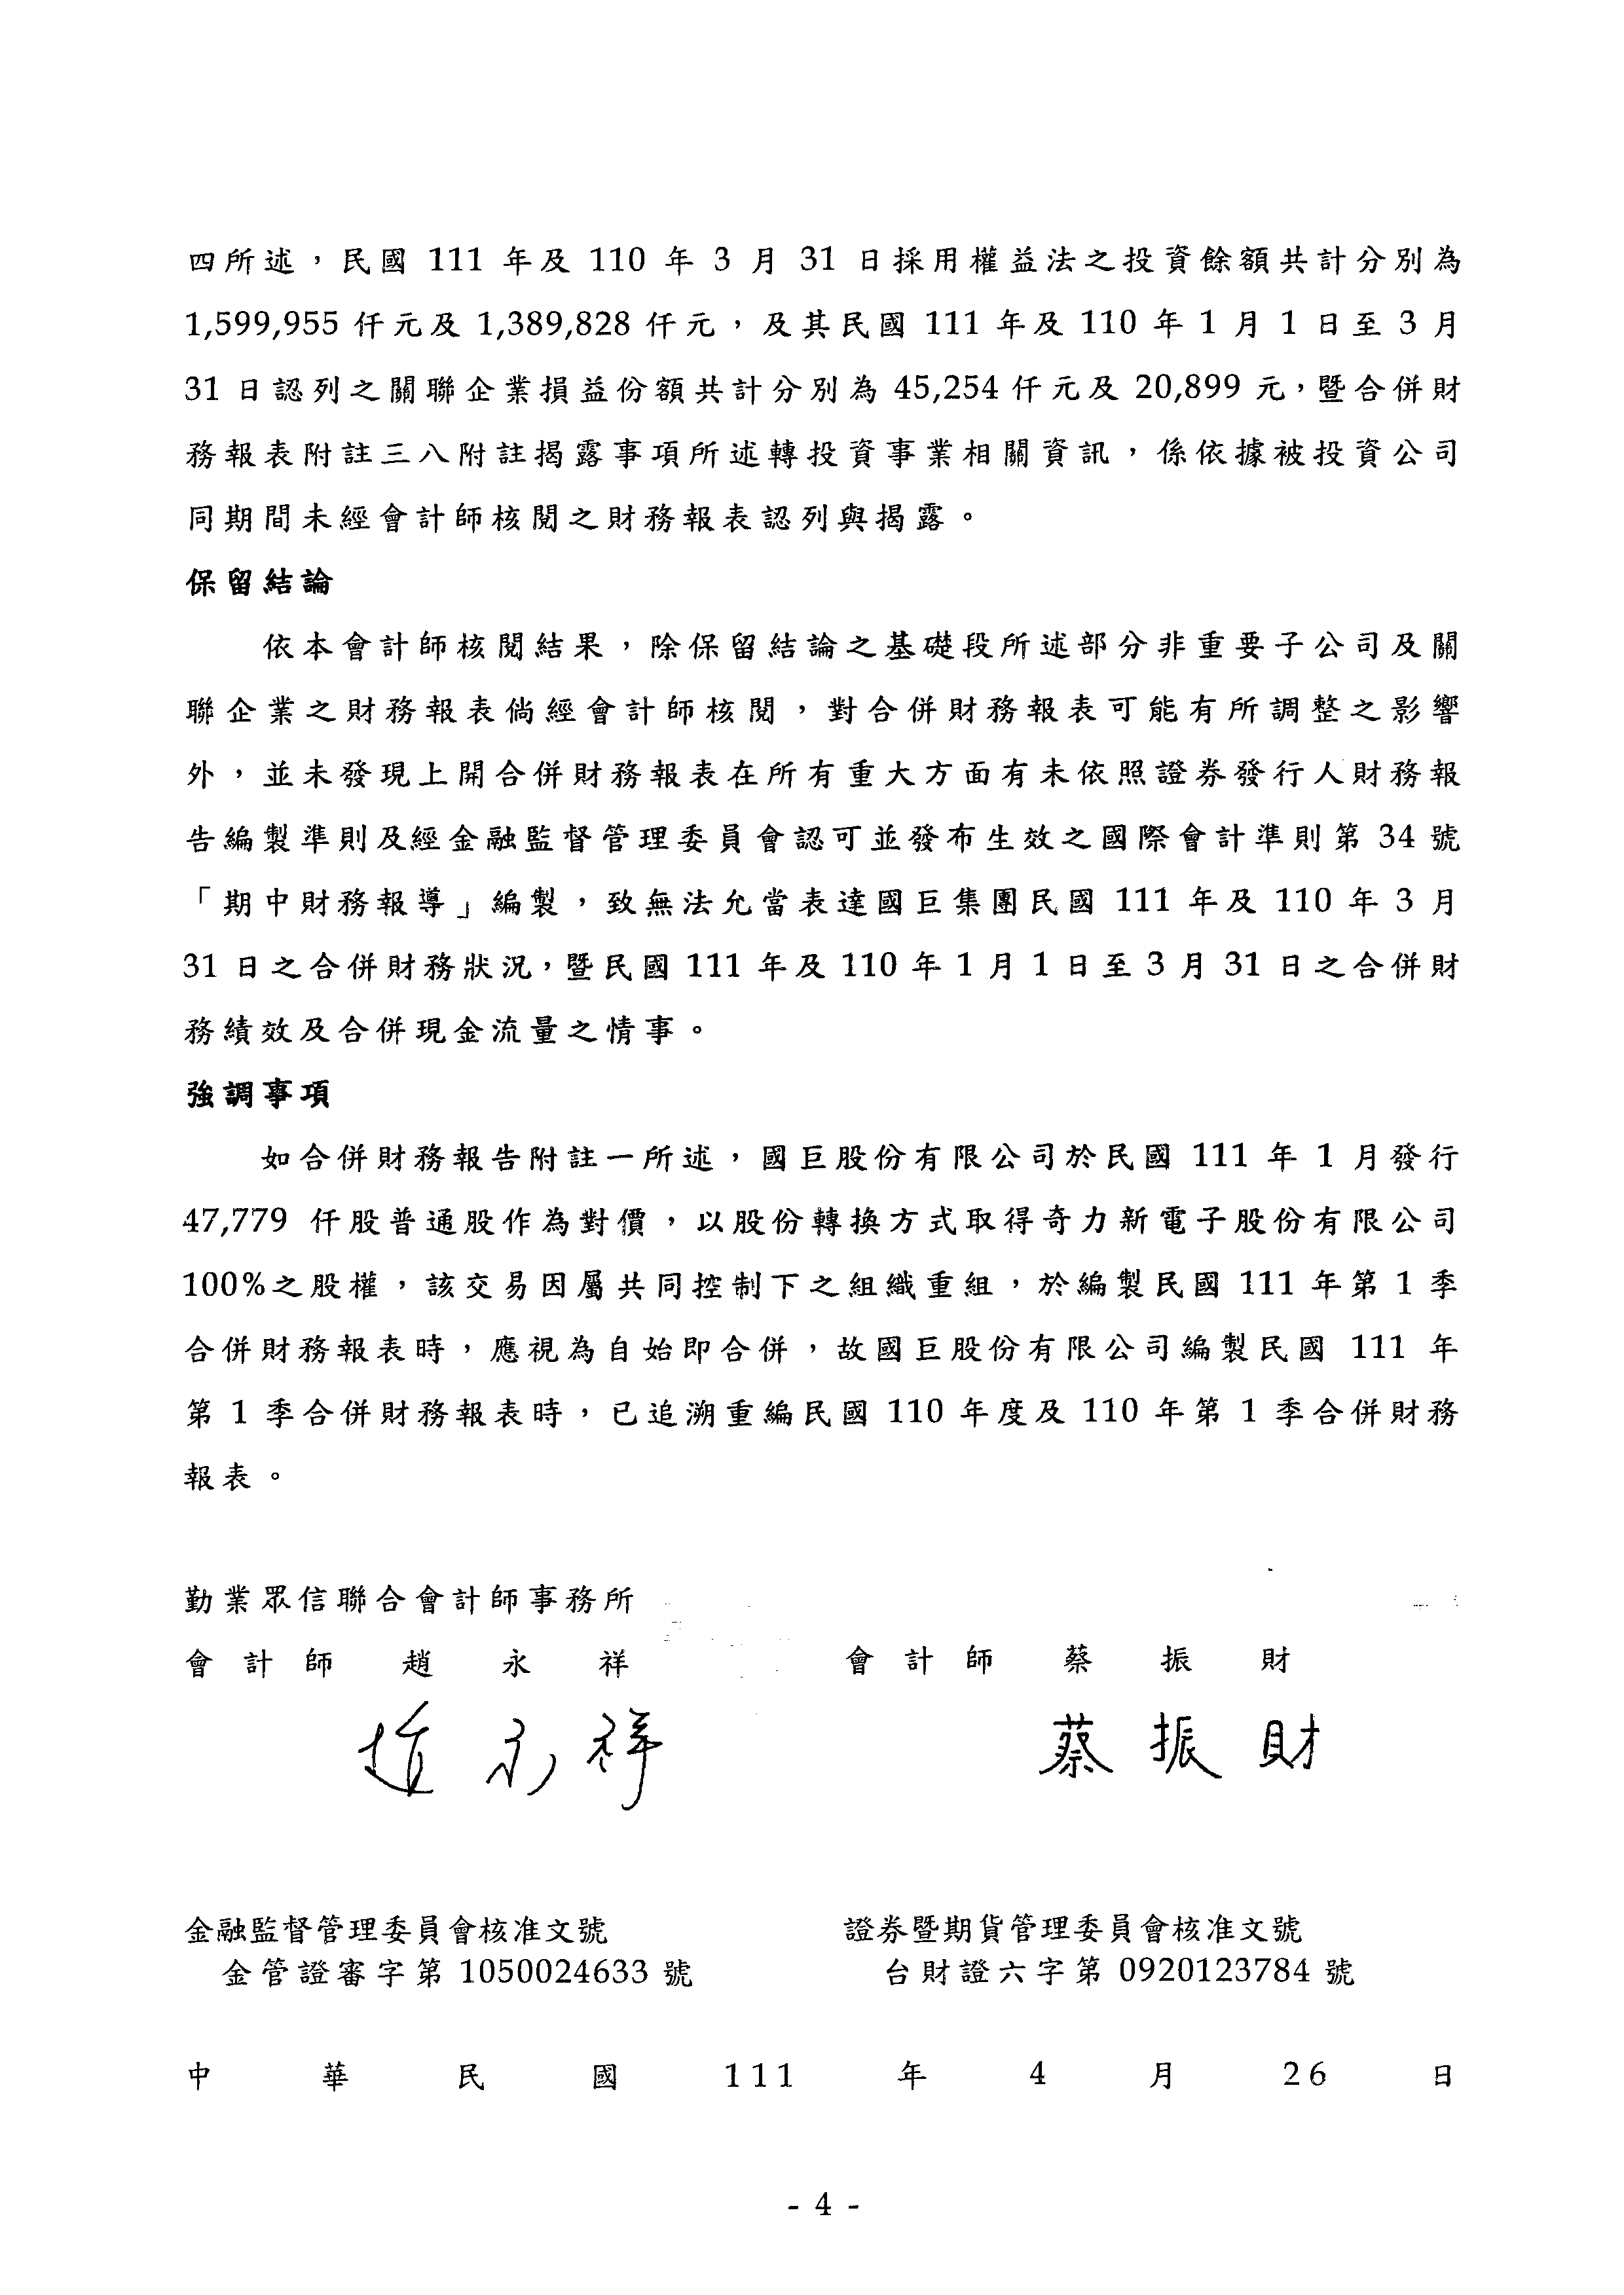 四所述，民國 111 年及 110 年 3 月 31 日採用權益法之投資餘額共計分別為
1,599,955 仟元及 1,389,828 仟元，及其民國 111 年及 110 年 1 月 1 日至 3 月
31 日認列之關聯企業損益份額共計分別為 45,254 仟元及 20,899 元，暨合併財
務報表附註三八附註揭露事項所述轉投資事業相關資訊，係依據被投資公司
同期間未經會計師核閱之財務報表認列與揭露。
保留結論
依本會計師核閱結果，除保留結論之基礎段所述部分非重要子公司及關
聯企業之財務報表倘經會計師核閱，對合併財務報表可能有所調整之影響
外，並未發現上開合併財務報表在所有重大方面有未依照證券發行人財務報
告編製準則及經金融監督管理委員會認可並發布生效之國際會計準則第 34 號
「期中財務報導」編製，致無法允當表達國巨集團民國 111 年及 110 年 3 月
31 日之合併財務狀況，暨民國 111 年及 110 年 1 月 1 日至 3 月 31 日之合併財
務績效及合併現金流量之情事。
強調事項
如合併財務報告附註一所述，國巨股份有限公司於民國 111 年 1 月發行
47,779 仟股普通股作為對價，以股份轉換方式取得奇力新電子股份有限公司
100%之股權，該交易因屬共同控制下之組織重組，於編製民國 111 年第 1 季
合併財務報表時，應視為自始即合併，故國巨股份有限公司編製民國 111 年
第 1 季合併財務報表時，已追溯重編民國 110 年度及 110 年第 1 季合併財務
報表。
勤業眾信聯合會計師事務所
會計師 趙永祥 會計師 蔡振財
趙永祥 蔡振財
金融監督管理委員會核准文號 證券暨期貨管理委員會核准文號
金管證審字第 1050024633 號 台財證六字第 0920123784 號
中華民國 111 年 4 月 26 日
- 4 -